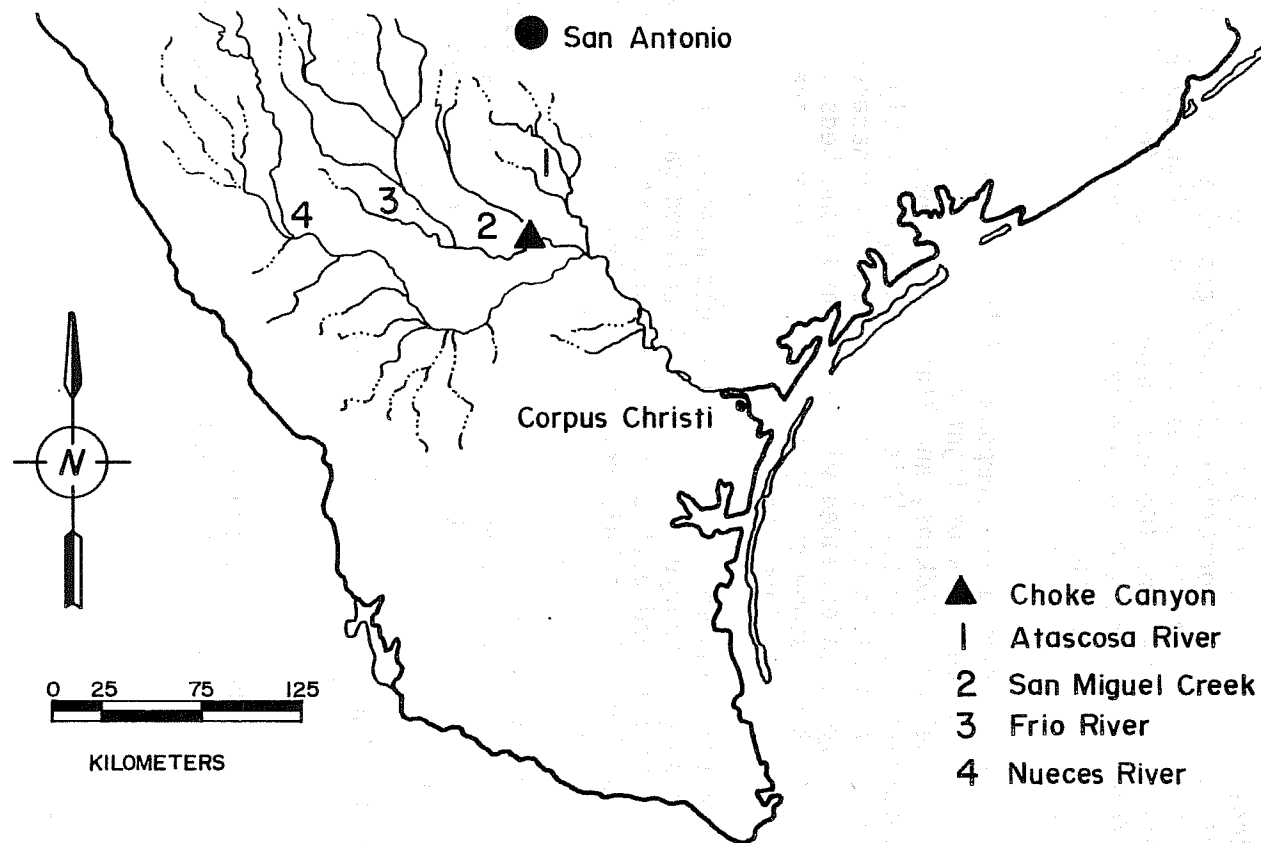 San Antonio
1
3
2
4
Corpus Christi
N
0 25 75 125
KILOMETERS
Choke Canyon
1 Atascosa River
2 San Miguel Creek
3 Frio River
4 Nueces River